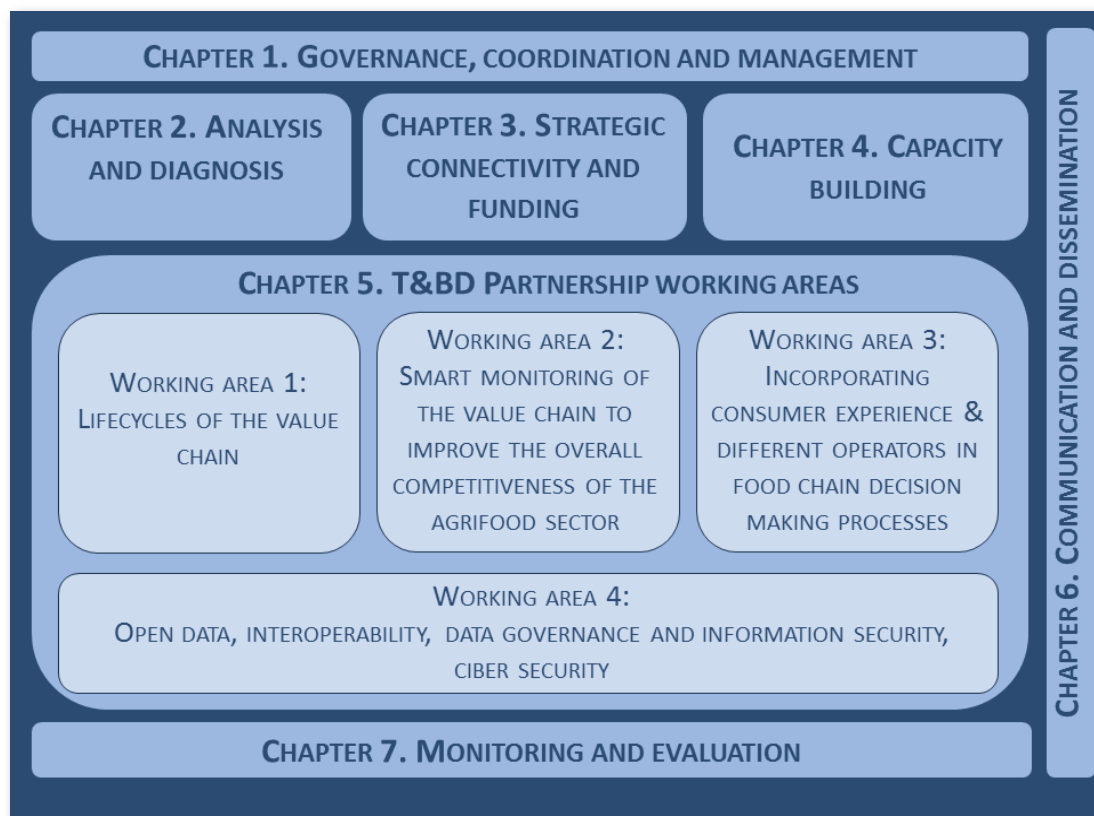 Chapter 1. Governance, coordination and management
Chapter 2. Analysis
and diagnosis
Chapter 3. Strategic
connectivity and
funding
Chapter 4. Capacity
building
Chapter 5. T&BD Partnership working areas
Working area 1:
Lifecycles of the value
chain
Working area 2:
Smart monitoring of
the value chain to
improve the overall
competitiveness of the
agrifood sector
Working area 3:
Incorporating
consumer experience &
different operators in
food chain decision
making processes
Working area 4:
Open data, interoperability, data governance and information security,
ciber security
Chapter 7. Monitoring and evaluation
Chapter 6. Communication and dissemination